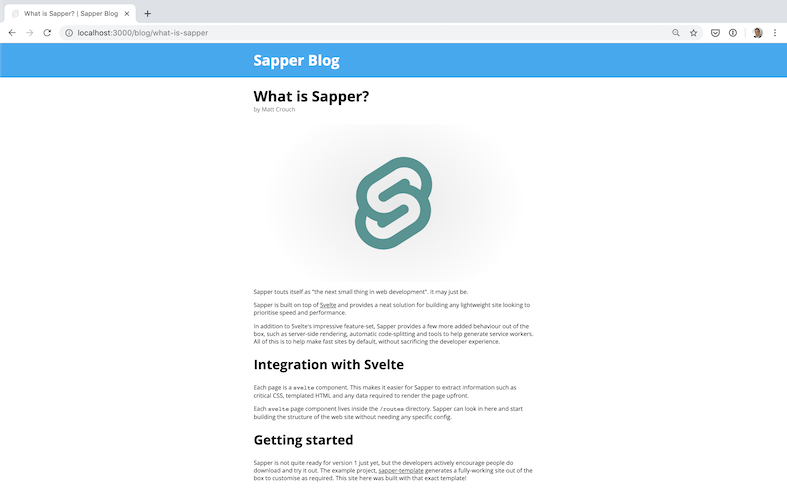 What is Sapper? | Sapper Blog
localhost:3000/blog/what-is-sapper
Sapper Blog
What is Sapper?
by Matt Crouch
Sapper touts itself as "the next small thing in web development". It may just be.
Sapper is built on top of Svelte and provides a neat solution for building any lightweight site looking to
prioritise speed and performance.
In addition to Svelte's impressive feature-set, Sapper provides a few more added behaviour out of the
box, such as server-side rendering, automatic code-splitting and tools to help generate service workers.
All of this is to help make fast sites by default, without sacrificing the developer experience.
Integration with Svelte
Each page is a svelte component. This makes it easier for Sapper to extract information such as
critical CSS, templated HTML and any data required to render the page upfront.
Each svelte page component lives inside the /routes directory. Sapper can look in here and start
building the structure of the web site without needing any specific config.
Getting started
Sapper is not quite ready for version 1 just yet, but the developers actively encourage people do
download and try it out. The example project, sapper-template generates a fully-working site out of the
box to customise as required. This site here was built with that exact template!